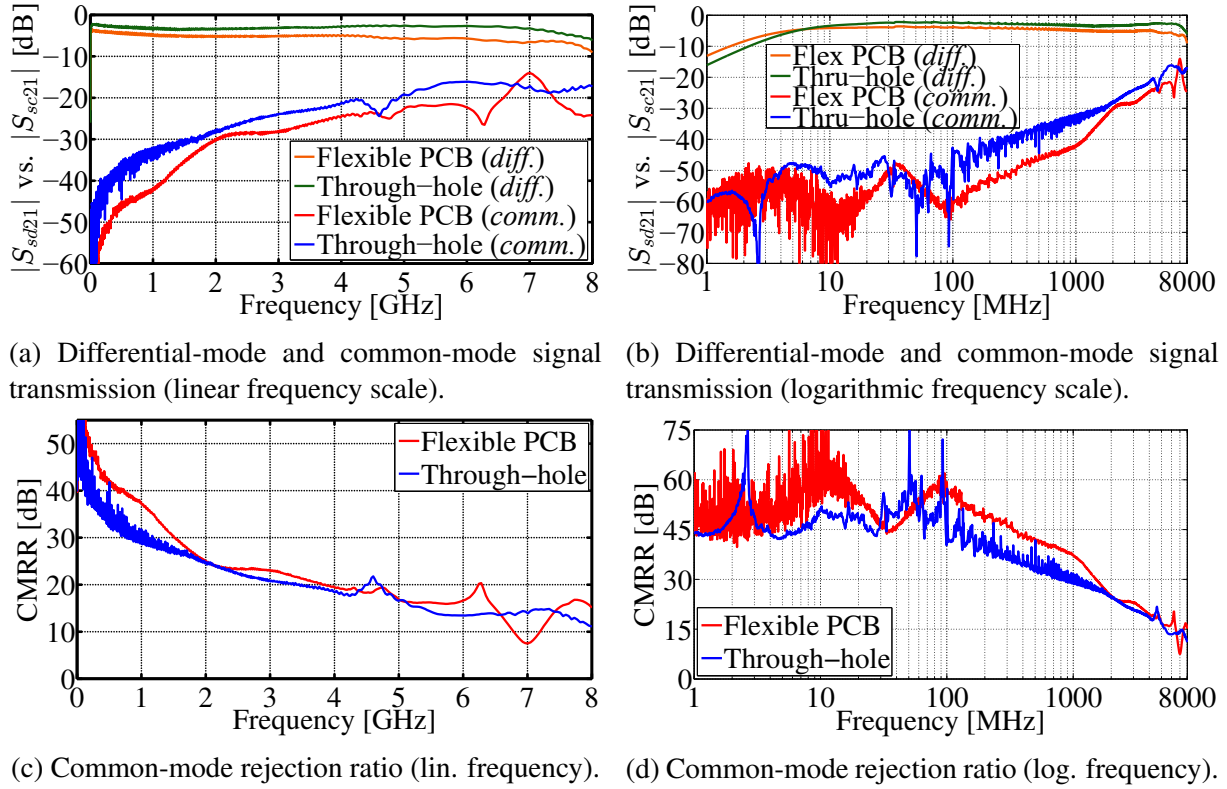 |S_{sd21}| vs. |S_{sc21}| [dB]
0
−10
−20
−30
−40
−50
−60
Flexible PCB (diff.)
Through−hole (diff.)
Flexible PCB (comm.)
Through−hole (comm.)
0 1 2 3 4 5 6 7 8
Frequency [GHz]
(a) Differential-mode and common-mode signal
transmission (linear frequency scale).
|S_{sd21}| vs. |S_{sc21}| [dB]
0
−10
−20
−30
−40
−50
−60
−70
−80
Flex PCB (diff.)
Thru−hole (diff.)
Flex PCB (comm.)
Thru−hole (comm.)
1 10 100 1000 8000
Frequency [MHz]
(b) Differential-mode and common-mode signal
transmission (logarithmic frequency scale).
CMRR [dB]
50
40
30
20
10
0
Flexible PCB
Through−hole
0 1 2 3 4 5 6 7 8
Frequency [GHz]
(c) Common-mode rejection ratio (lin. frequency).
CMRR [dB]
75
60
45
30
15
0
Flexible PCB
Through−hole
1 10 100 1000 8000
Frequency [MHz]
(d) Common-mode rejection ratio (log. frequency).